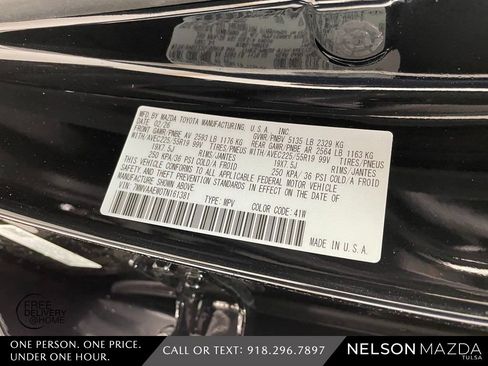 MFD BY MAZDA TOYOTA MANUFACTURING, U.S.A. INC.
GVWR/PNBV 5135 LB 2329 KG
FRONT GAWR/PNBE AV 2593 LB 1176 KG REAR GAWR/PNBE AR 2564 LB 1163 KG
WITH AVEC225/55R19 99V TIRES/PNEUS WITH AVEC225/55R19 99V TIRES/PNEUS
19X7.5J RIMS/JANTES 19X7.5J RIMS/JANTES
250 KPA/36 PSI COLD/A FROID 250 KPA/36 PSI COLD/A FROID
THIS VEHICLE CONFORMS TO ALL APPLICABLE FEDERAL MOTOR VEHICLE
SAFETY AND THEFT PREVENTION STANDARDS IN EFFECT ON THE DATE OF
MANUFACTURE SHOWN ABOVE.
TYPE: MPV COLOR CODE: 41W
MADE IN U.S.A.
FREE
DELIVERY
@HOME
ONE PERSON. ONE PRICE.
UNDER ONE HOUR.
CALL OR TEXT: 918.296.7897
NELSON MAZDA
TULSA